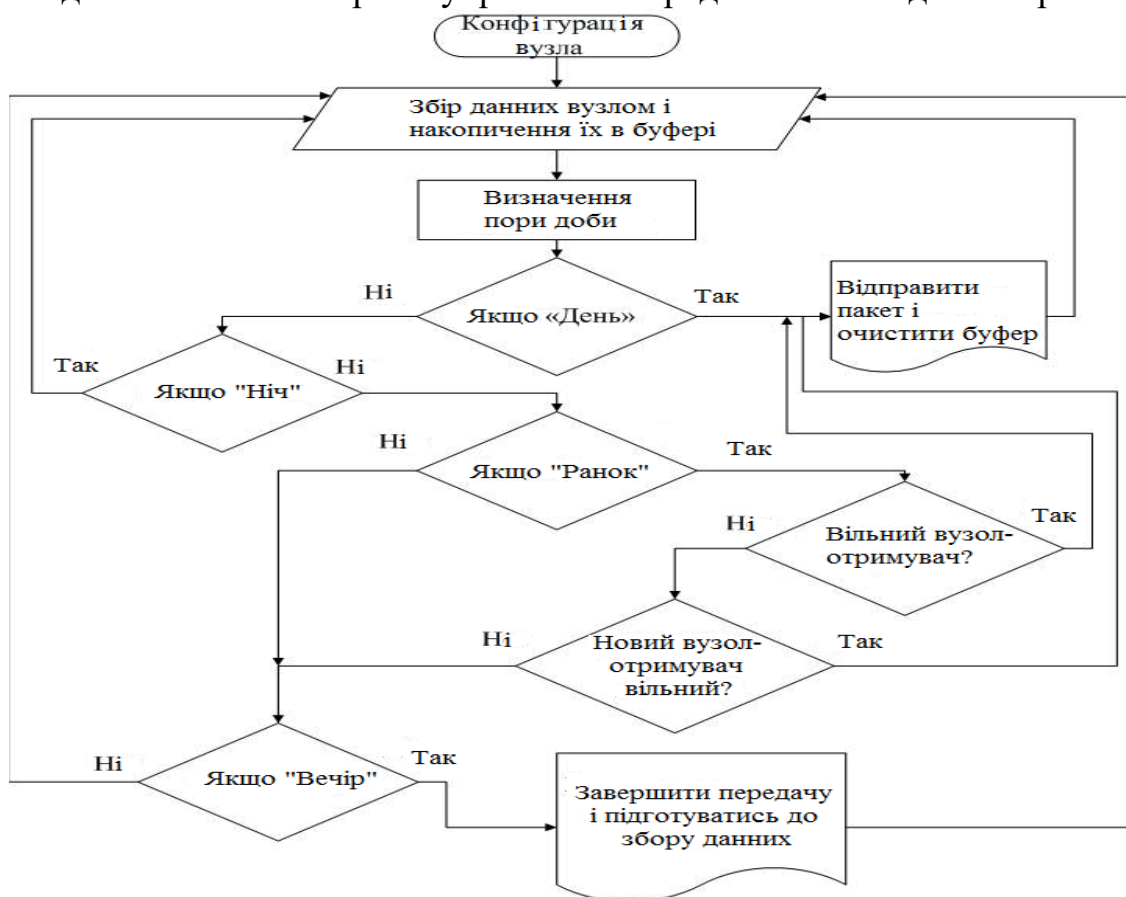 Конфігурація
вузла
Збір данних вузлом і
накопичення їх в буфері
Визначення
пори доби
Ні
Якщо «День»
Так
Відправити
пакет і
очистити буфер
Так
Якщо "Ніч"
Ні
Ні
Якщо "Ранок"
Так
Ні
Вільний вузол-
отримувач?
Так
Ні
Новий вузол-
отримувач
вільний?
Так
Ні
Якщо "Вечір"
Так
Завершити передачу
і підготуватись до
збору данних